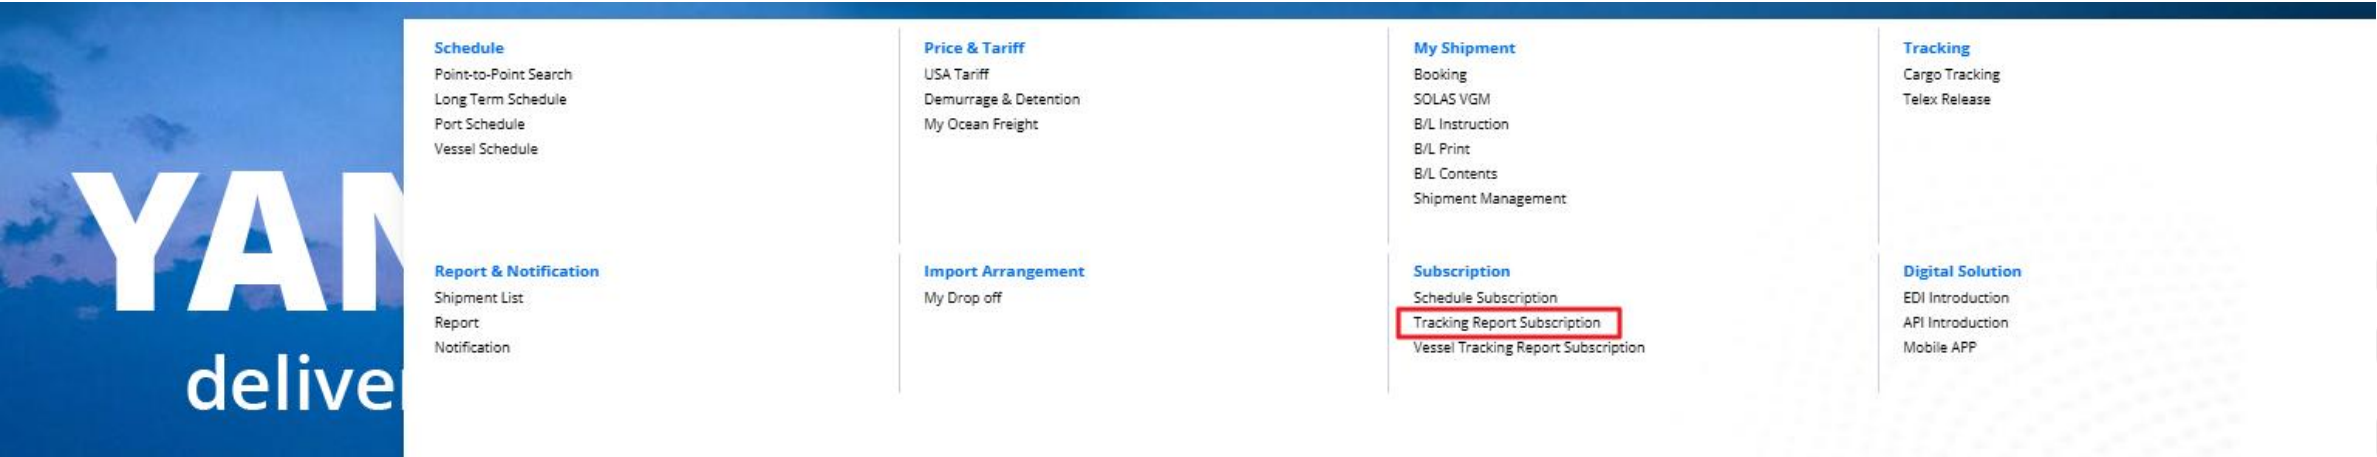 Schedule
Point-to-Point Search
Long Term Schedule
Port Schedule
Vessel Schedule
Price & Tariff
USA Tariff
Demurrage & Detention
My Ocean Freight
My Shipment
Booking
SOLAS VGM
B/L Instruction
B/L Print
B/L Contents
Shipment Management
Tracking
Cargo Tracking
Telex Release
Report & Notification
Shipment List
Report
Notification
Import Arrangement
My Drop off
Subscription
Schedule Subscription
Tracking Report Subscription
Vessel Tracking Report Subscription
Digital Solution
EDI Introduction
API Introduction
Mobile APP
YAN
delive